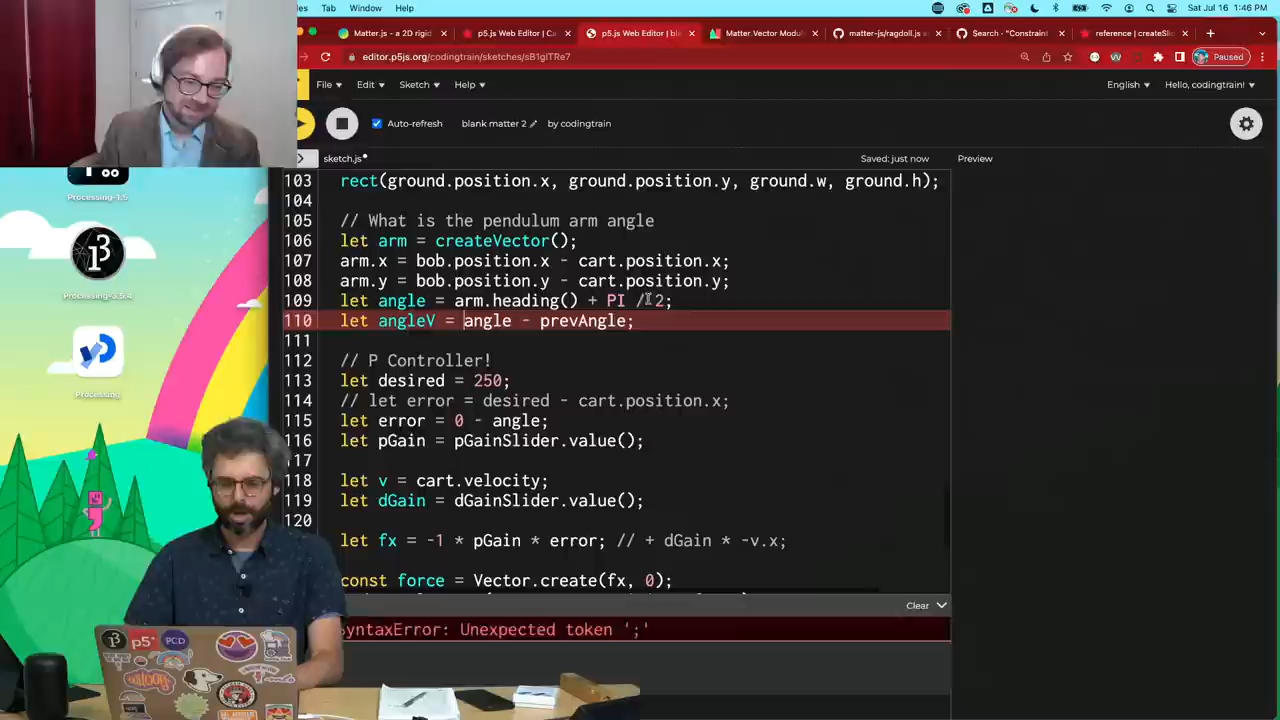 les Tab Window Help
Sat Jul 16 1:46 PM
Matter.js - a 2D rigid
p5.js Web Editor | Ca
p5.js Web Editor | ble
Matter.Vector Module
matter-js/ragdoll.js
Search · "Constraint
reference | createSli
editor.p5js.org/codingtrain/sketches/sB1glTRe7
Paused
File
Edit
Sketch
Help
English
Hello, codingtrain!
Auto-refresh
blank matter 2
by codingtrain
sketch.js
Saved: just now
Preview
103 rect(ground.position.x, ground.position.y, ground.w, ground.h);
104
105 // What is the pendulum arm angle
106 let arm = createVector();
107 arm.x = bob.position.x - cart.position.x;
108 arm.y = bob.position.y - cart.position.y;
109 let angle = arm.heading() + PI / 2;
110 let angleV = angle - prevAngle;
111
112 // P Controller!
113 let desired = 250;
114 // let error = desired - cart.position.x;
115 let error = 0 - angle;
116 let pGain = pGainSlider.value();
117
118 let v = cart.velocity;
119 let dGain = dGainSlider.value();
120
let fx = -1 * pGain * error; // + dGain * -v.x;
const force = Vector.create(fx, 0);
Clear
SyntaxError: Unexpected token ';'
Processing-1.5
Processing-3.5.4
Processing
p5*
PCD